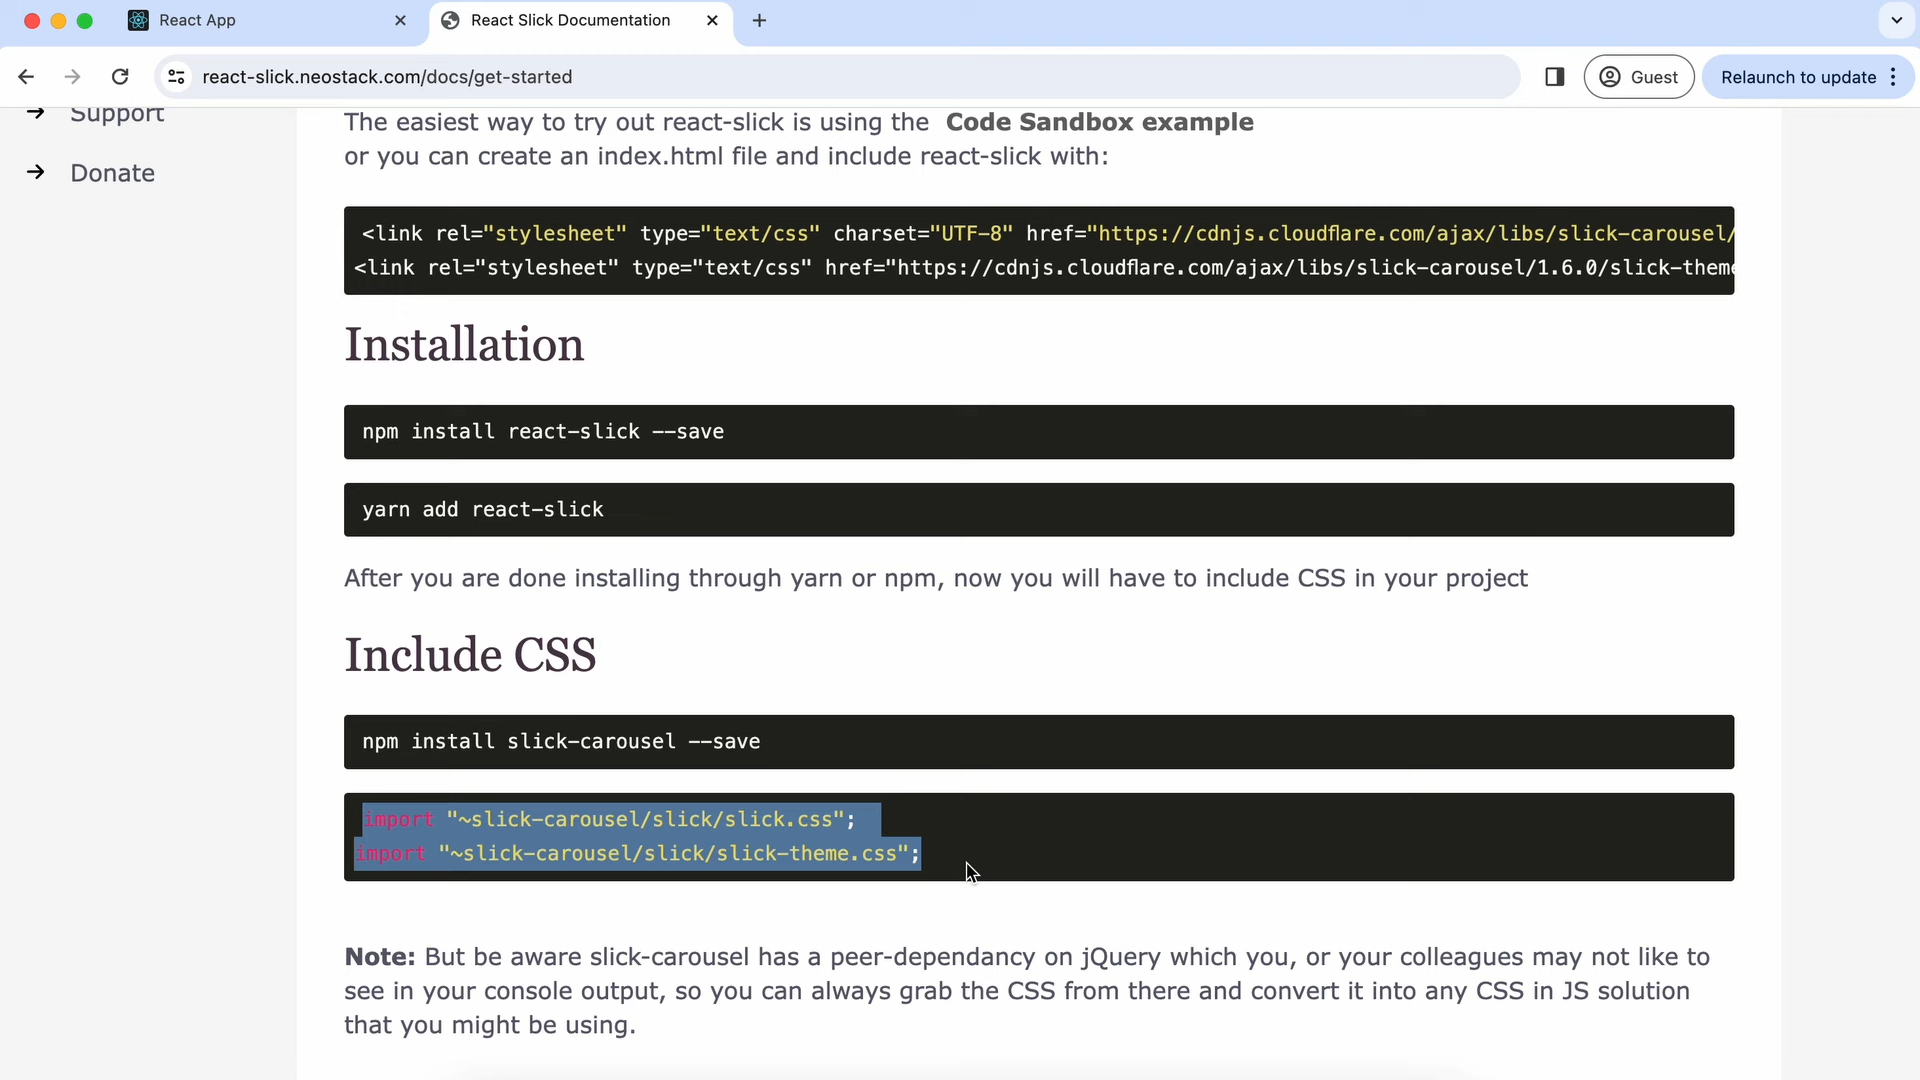 React App
React Slick Documentation
react-slick.neostack.com/docs/get-started
Guest
Relaunch to update
Support
Donate
The easiest way to try out react-slick is using the Code Sandbox example
or you can create an index.html file and include react-slick with:
<link rel="stylesheet" type="text/css" charset="UTF-8" href="https://cdnjs.cloudflare.com/ajax/libs/slick-carousel/
<link rel="stylesheet" type="text/css" href="https://cdnjs.cloudflare.com/ajax/libs/slick-carousel/1.6.0/slick-theme
Installation
npm install react-slick --save
yarn add react-slick
After you are done installing through yarn or npm, now you will have to include CSS in your project
Include CSS
npm install slick-carousel --save
import "~slick-carousel/slick/slick.css";
import "~slick-carousel/slick/slick-theme.css";
Note: But be aware slick-carousel has a peer-dependancy on jQuery which you, or your colleagues may not like to
see in your console output, so you can always grab the CSS from there and convert it into any CSS in JS solution
that you might be using.